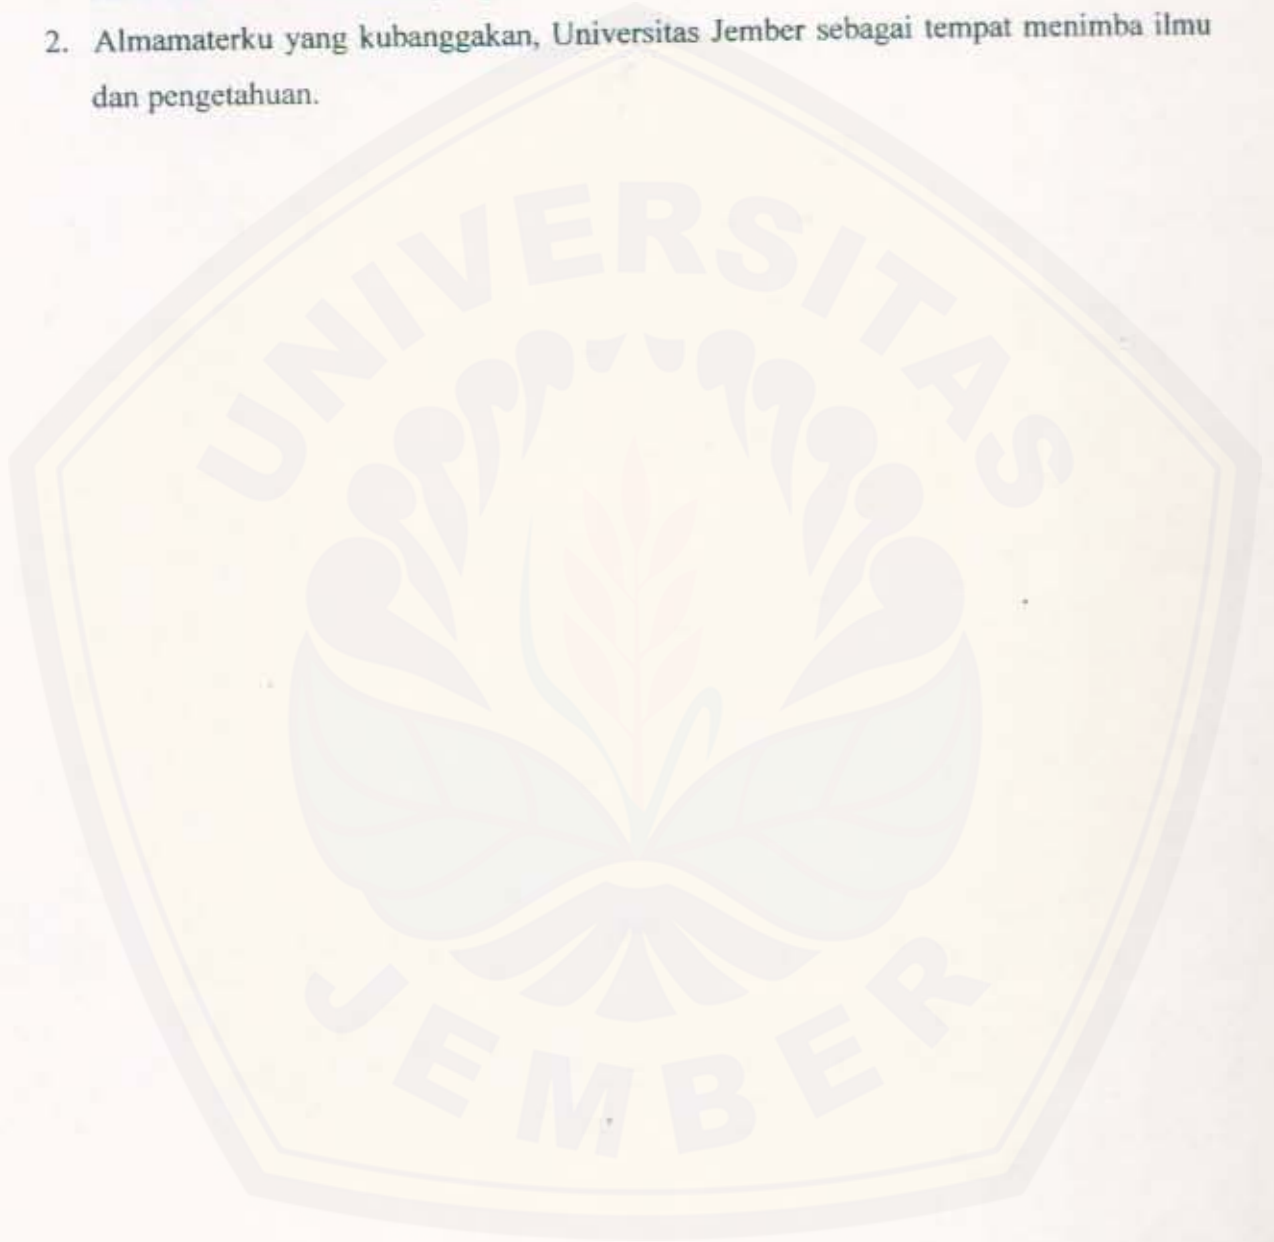 2. Almamaterku yang kubanggakan, Universitas Jember sebagai tempat menimba ilmu
dan pengetahuan.
UNIVERSITAS
JEMBER